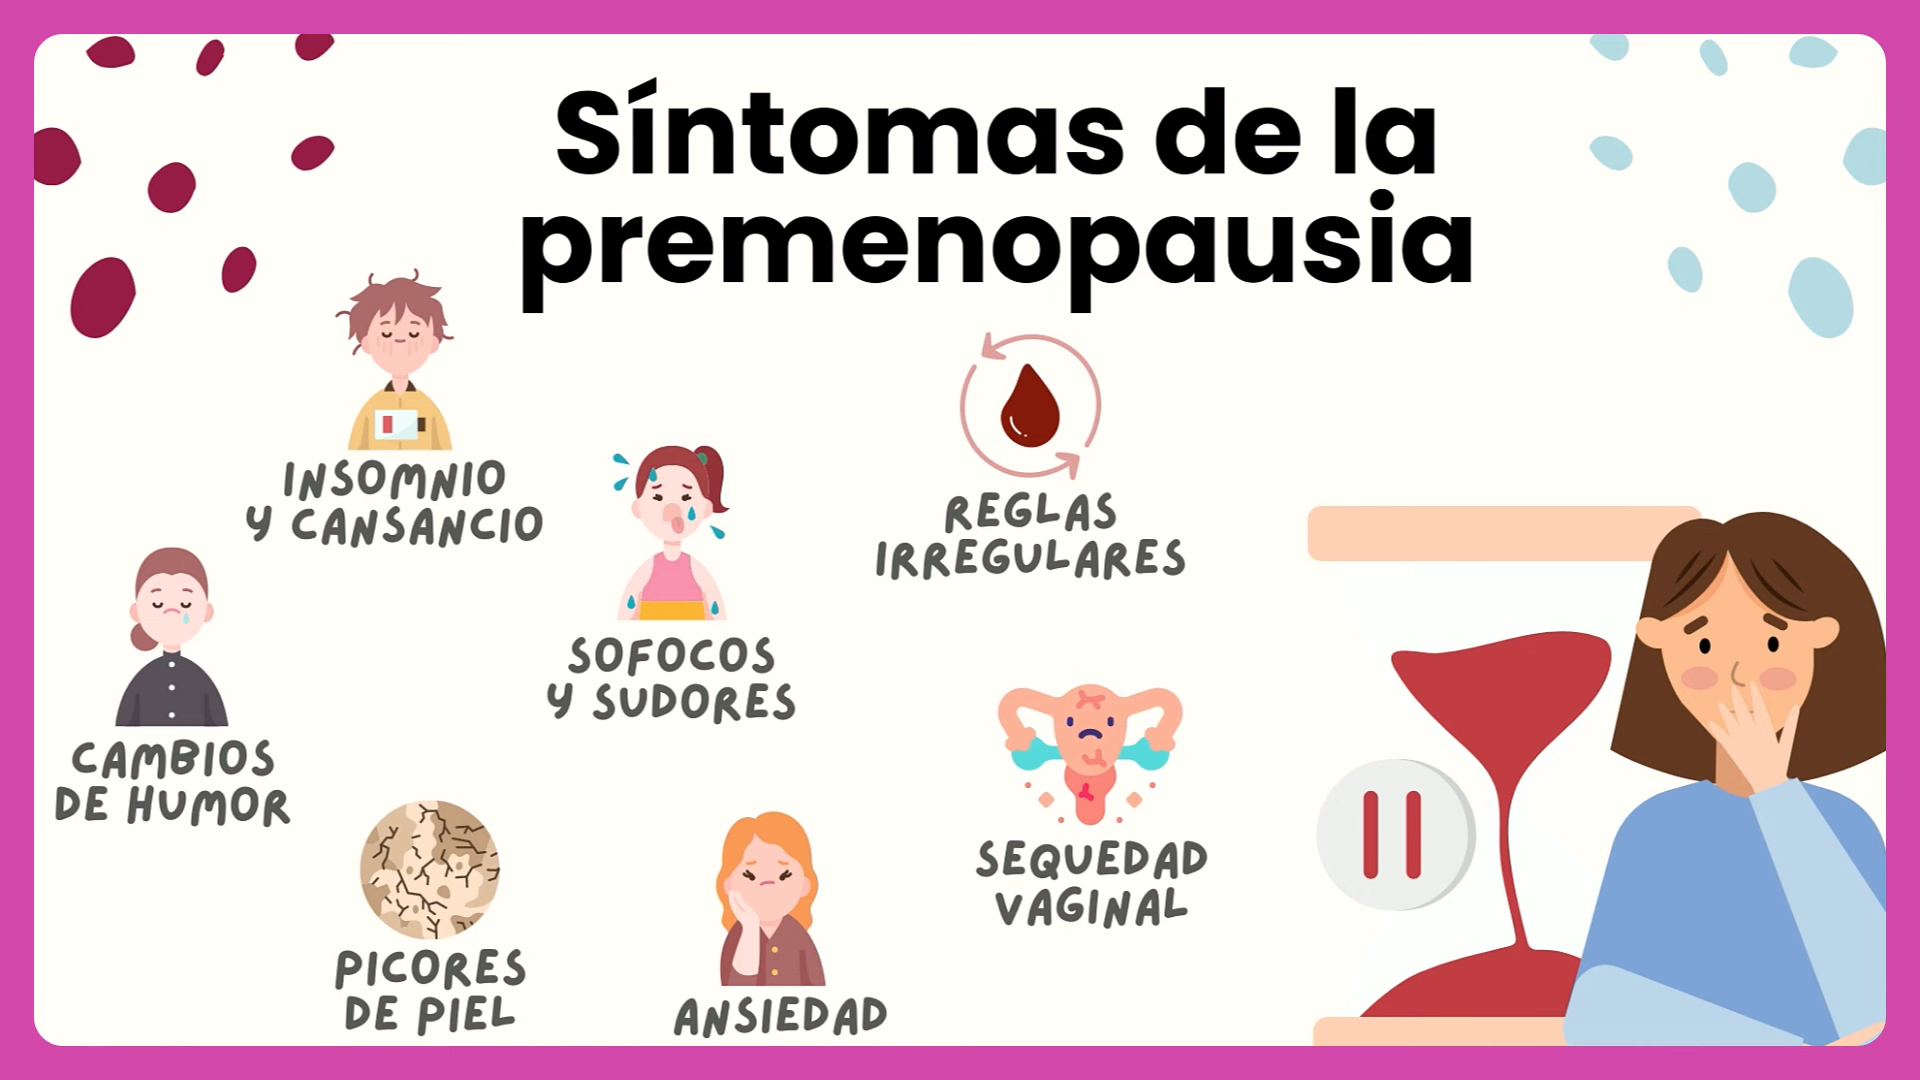 Síntomas de la
premenopausia
INSOMNIO
Y CANSANCIO
REGLAS
IRREGULARES
SOFOCOS
Y SUDORES
CAMBIOS
DE HUMOR
SEQUEDAD
VAGINAL
PICORES
DE PIEL
ANSIEDAD